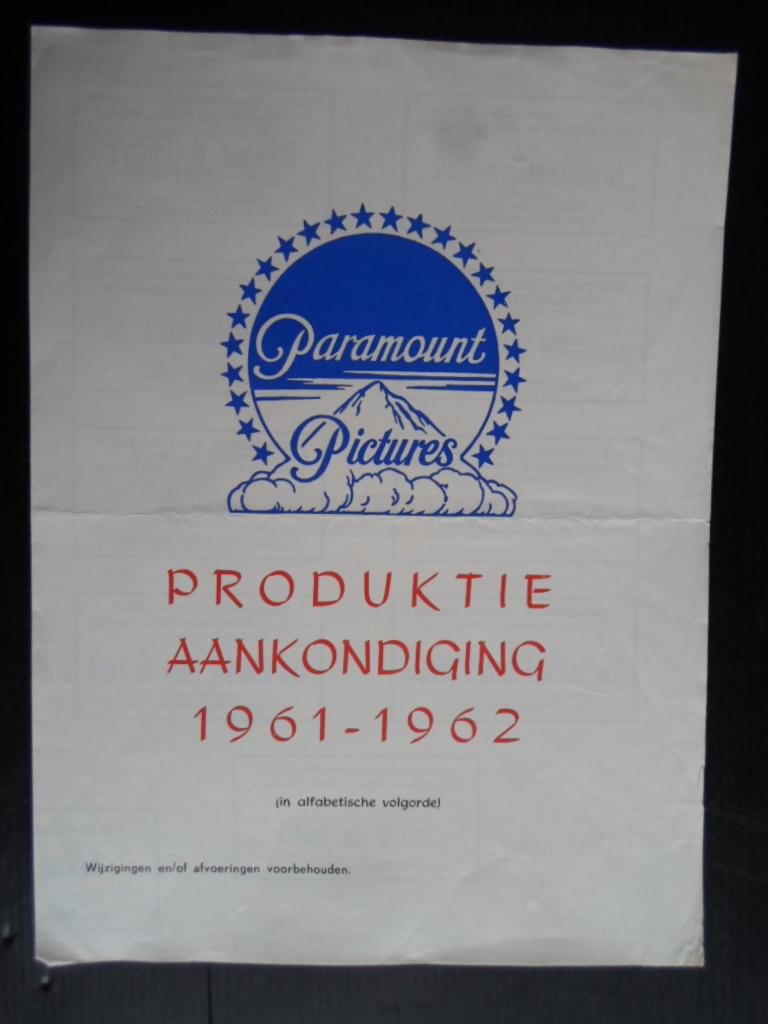 Paramount
Pictures
PRODUKTIE
AANKONDIGING
1961-1962
(in alfabetische volgorde)
Wijzigingen en/of afvoeringen voorbehouden.